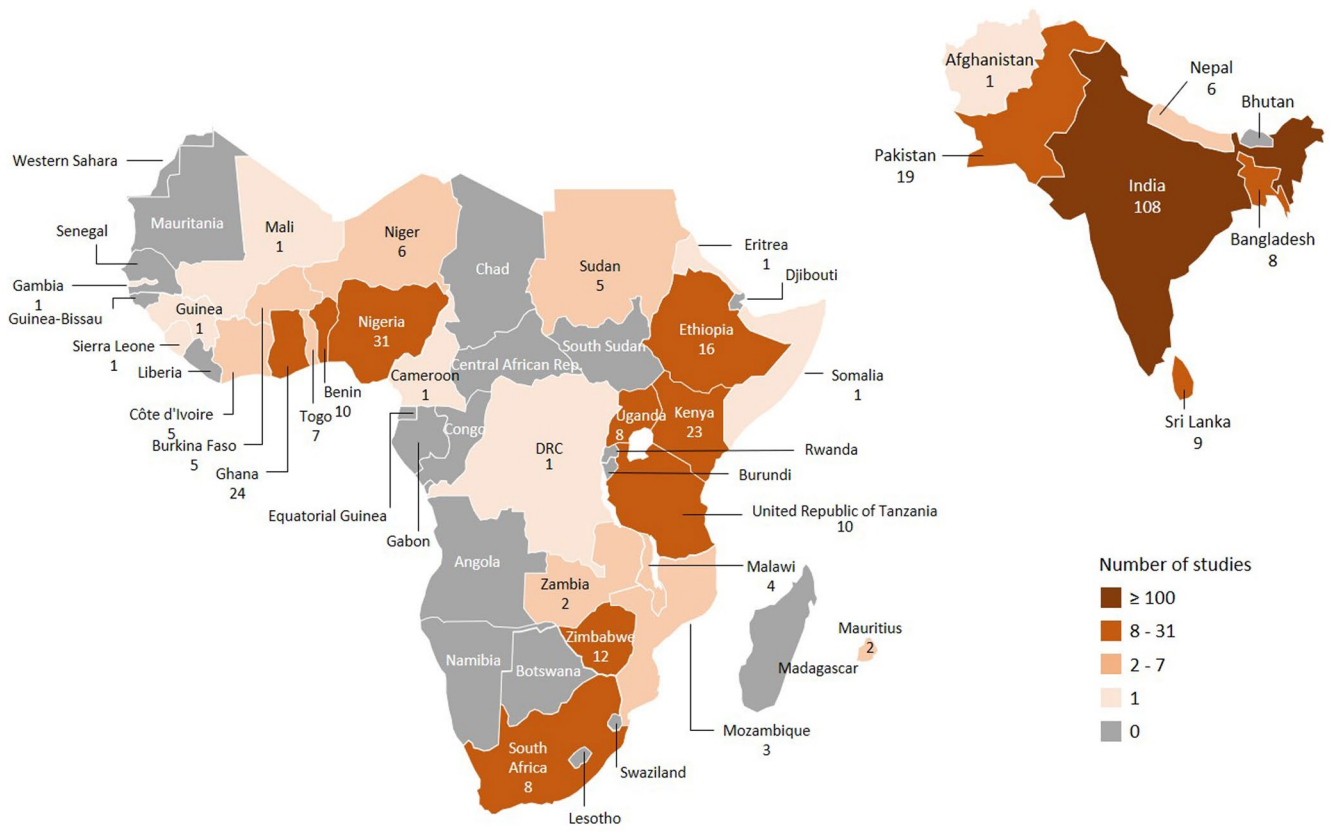 Afghanistan
1
Nepal
6
Bhutan
Pakistan
19
India
108
Bangladesh
8
Sri Lanka
9
Western Sahara
Mauritania
Senegal
Gambia
1
Guinea-Bissau
Mali
1
Niger
6
Chad
Sudan
5
Eritrea
1
Djibouti
Guinea
1
Sierra Leone
1
Liberia
Nigeria
31
Ethiopia
16
South Sudan
Central African Rep.
Cameroon
1
Somalia
1
Côte d'Ivoire
5
Burkina Faso
5
Ghana
24
Togo
7
Benin
10
Equatorial Guinea
Gabon
Congo
DRC
1
Uganda
8
Kenya
23
Rwanda
Burundi
United Republic of Tanzania
10
Angola
Zambia
2
Malawi
4
Mauritius
2
Madagascar
Zimbabwe
12
Namibia
Botswana
Mozambique
3
South
Africa
8
Swaziland
Lesotho
Number of studies
≥ 100
8 - 31
2 - 7
1
0